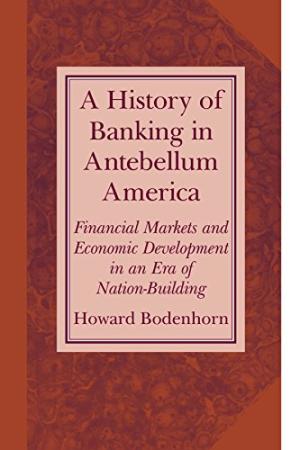 A History of
Banking in
Antebellum
America
Financial Markets and
Economic Development
in an Era of
Nation-Building
Howard Bodenhorn